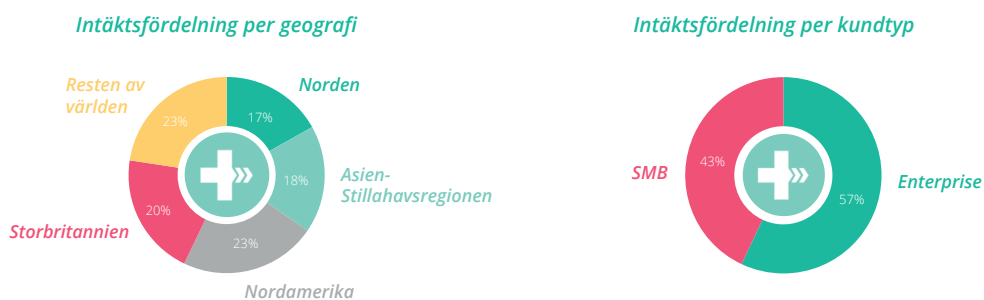 Intäktsfördelning per geografi
Resten av
världen
Norden
17%
23%
Asien-
Stillahavsregionen
18%
20%
Storbritannien
23%
Nordamerika
Intäktsfördelning per kundtyp
SMB
43%
57%
Enterprise